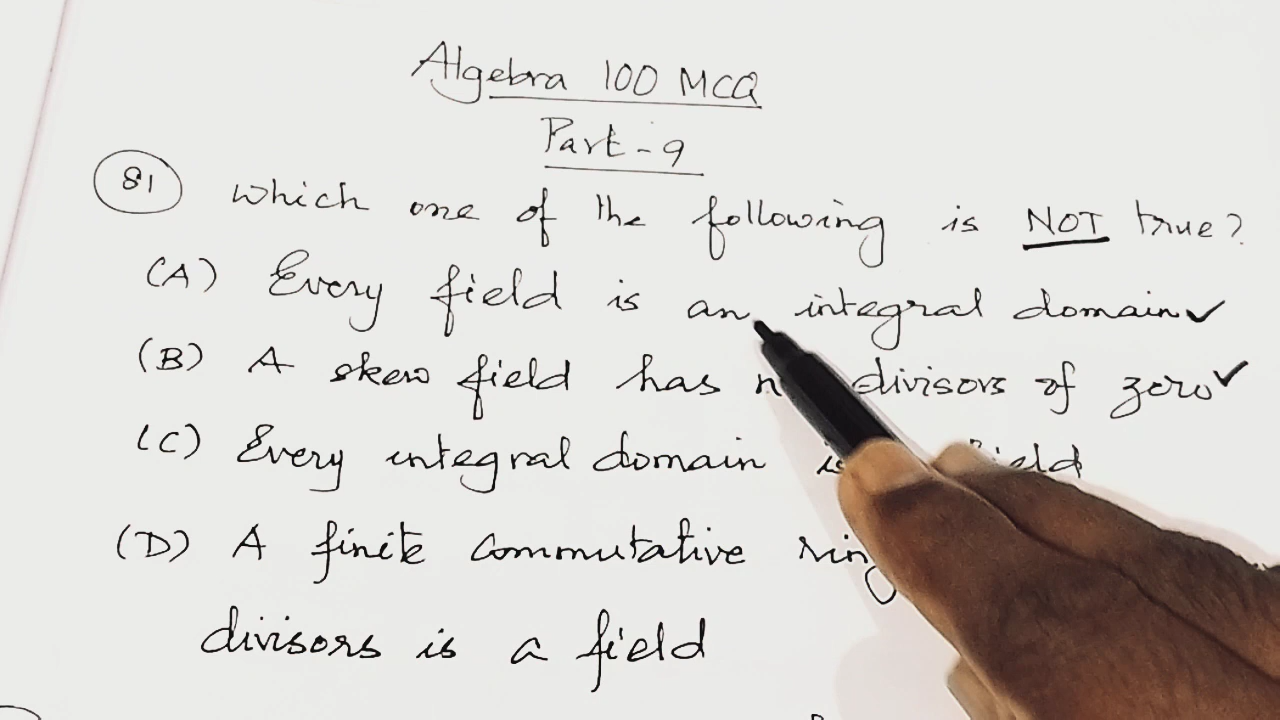 Algebra 100 MCQ
Part-9
81 which one of the following is NOT true?
(A) Every field is an integral domain ✓
(B) A skew field has divisors of zero ✓
(C) Every integral domain
(D) A finite commutative
divisors is a field